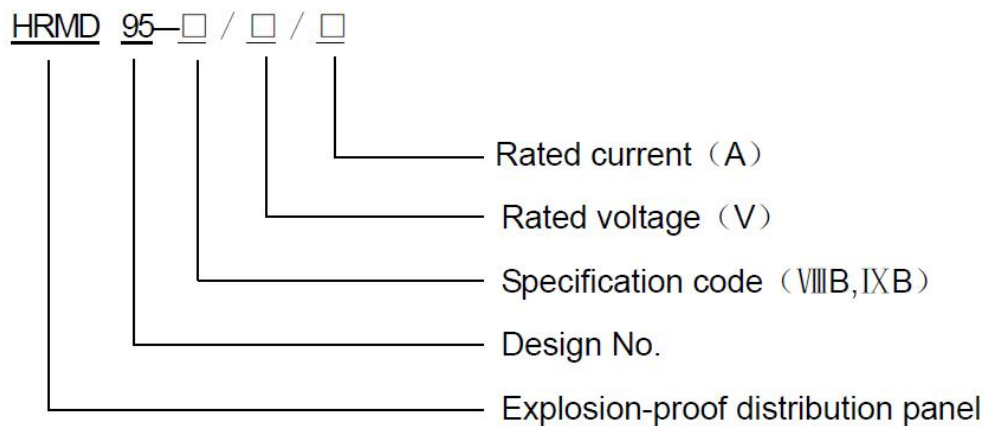 HRMD 95—□/□/□
Rated current（A）
Rated voltage（V）
Specification code（ⅧB,ⅨB）
Design No.
Explosion-proof distribution panel